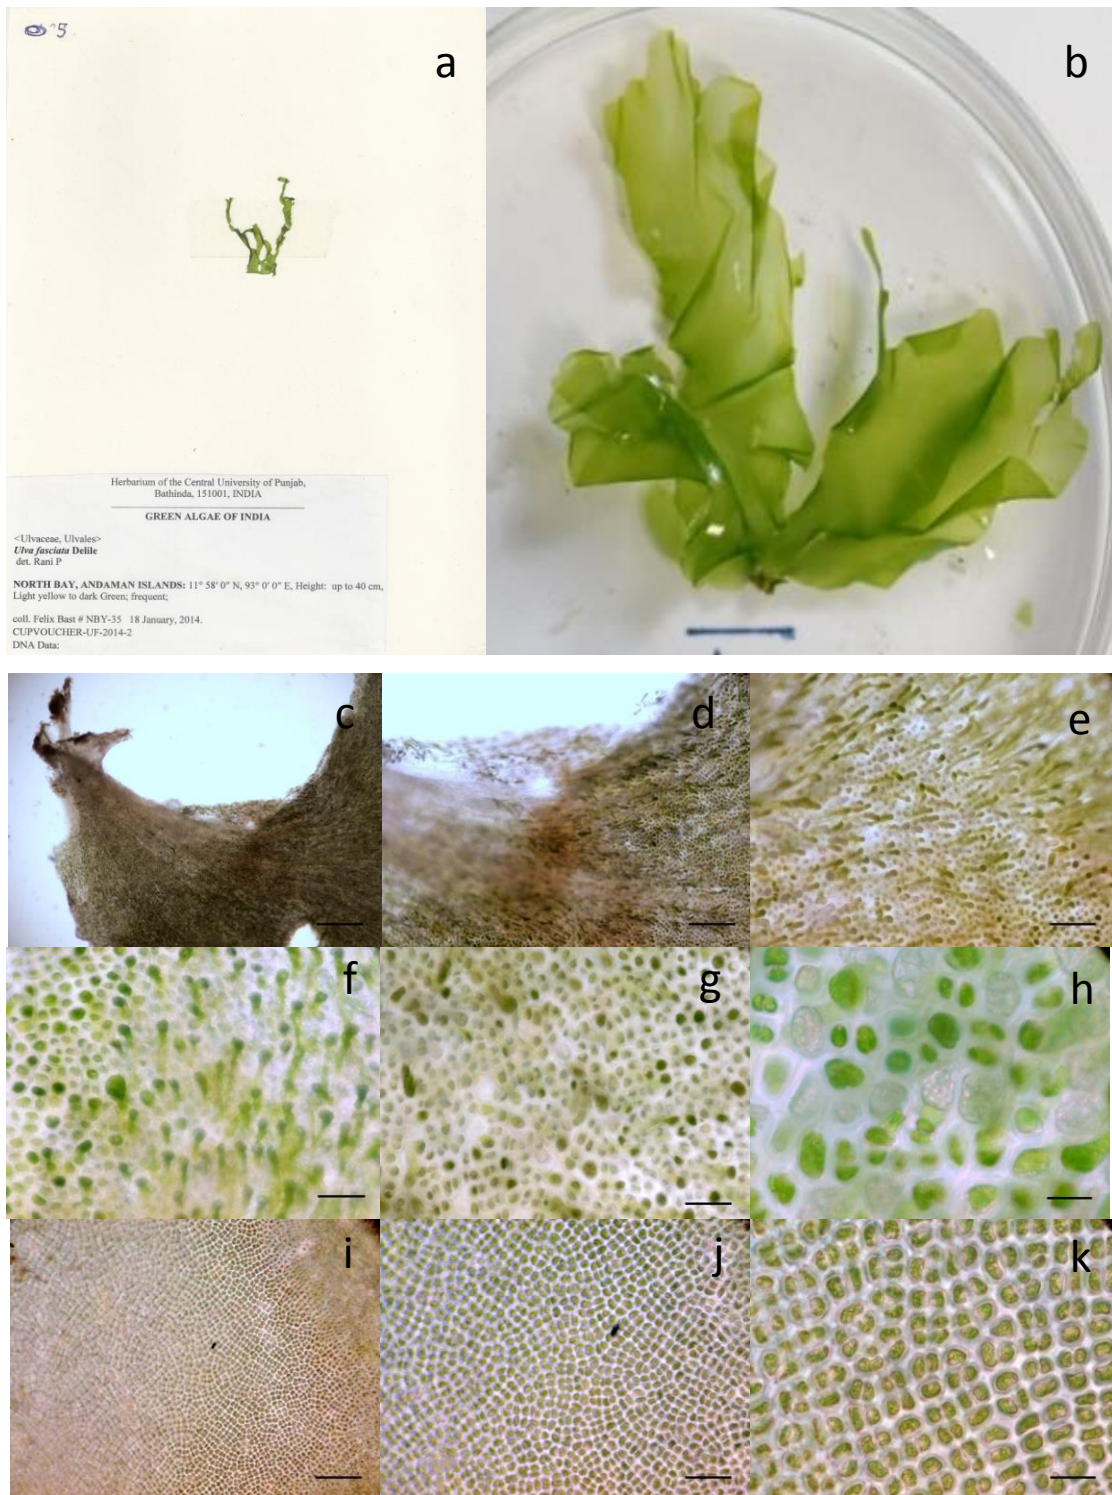 5
a
b
Herbarium of the Central University of Punjab,
Bathinda, 151001, INDIA
GREEN ALGAE OF INDIA
<Ulvaceae, Ulvales>
Ulva fasciata Delile
det. Rani P
NORTH BAY, ANDAMAN ISLANDS: 11° 58' 0" N, 93° 0' 0" E, Height: up to 40 cm,
Light yellow to dark Green; frequent;
coll. Felix Bast # NBY-35 18 January, 2014.
CUPVOUCHER-UF-2014-2
DNA Data:
c
d
e
f
g
h
i
j
k